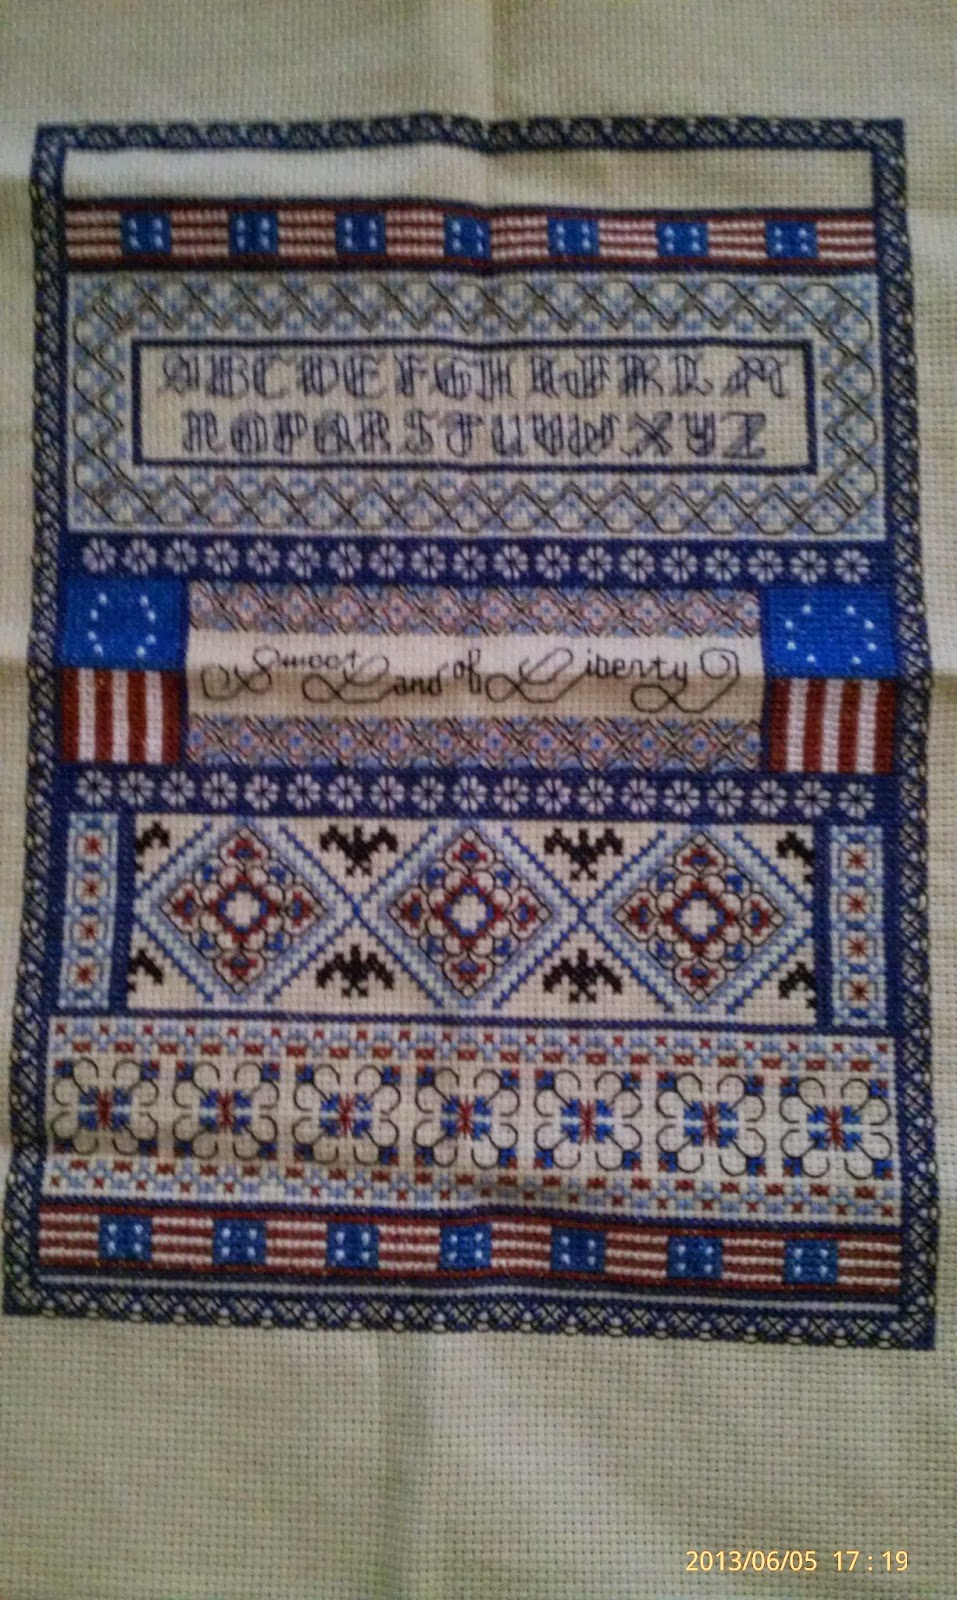 ABCDEFGHIJKLM
NOPQRSTUVWXYZ
Sweet Land of Liberty
2013/06/05 17:19